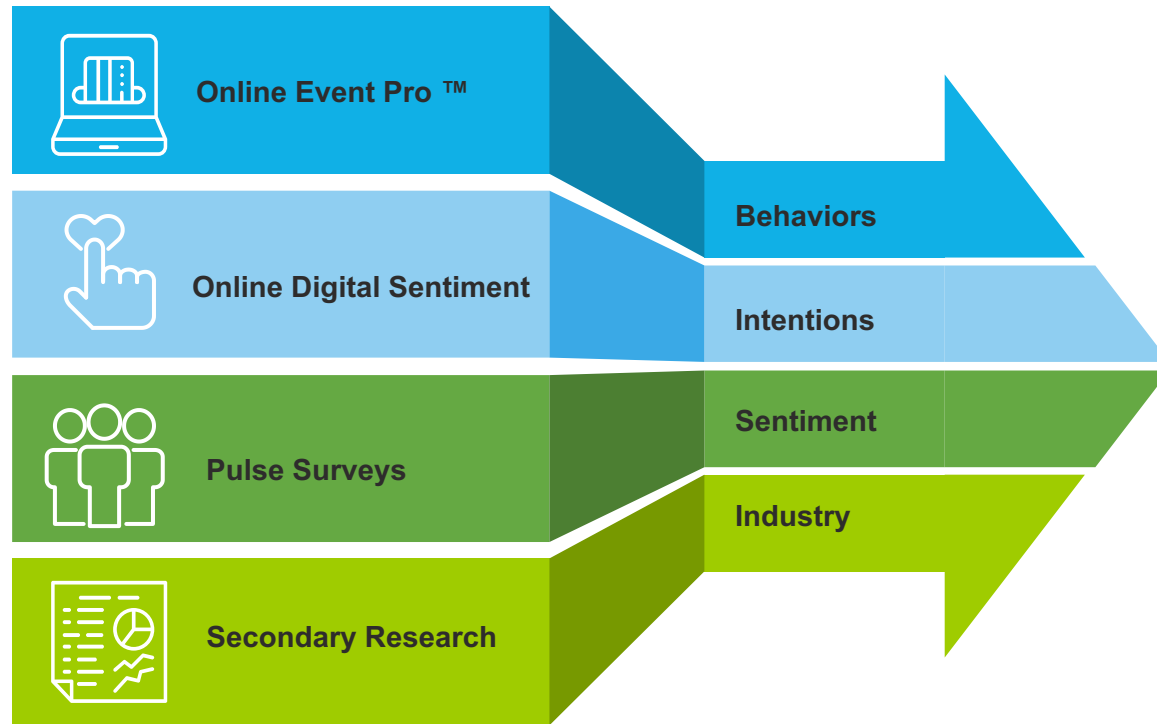 Online Event Pro ™
Behaviors
Online Digital Sentiment
Intentions
Pulse Surveys
Sentiment
Secondary Research
Industry